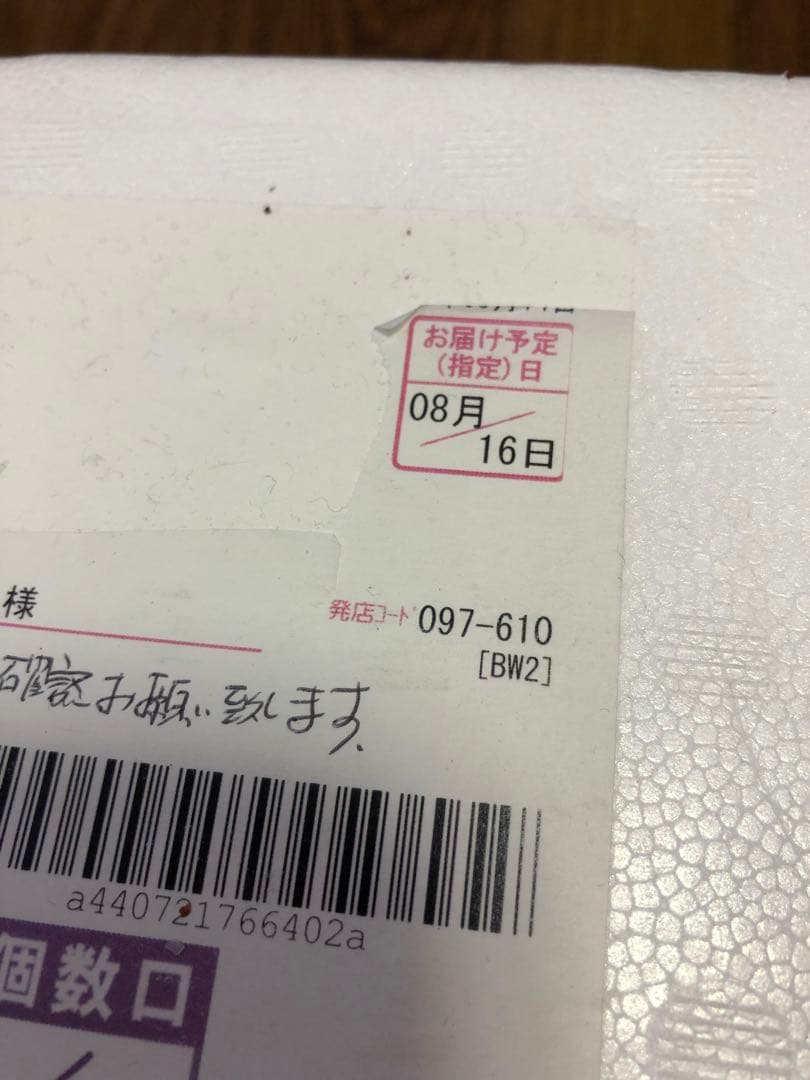 お届け予定
(指定)日
08月
16日
様
発店コード 097-610
[BW2]
確認お願い致します。
a440721766402a
個数口